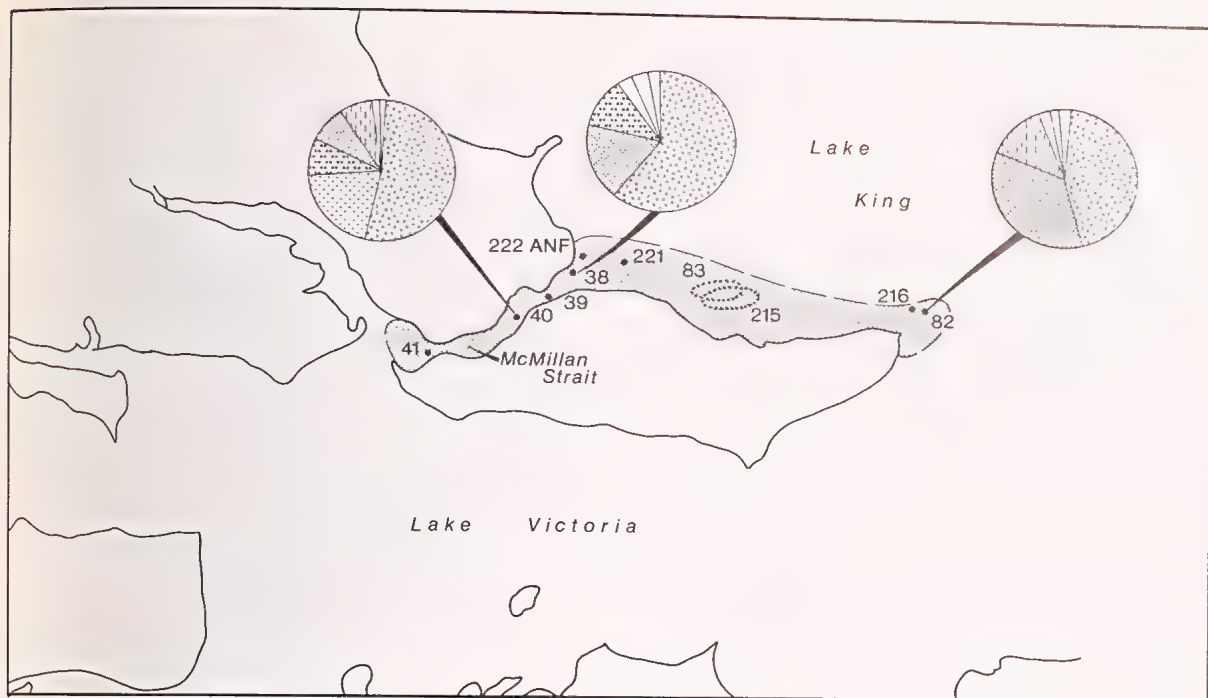 Lake
King
222 ANF
38
221
83
39
215
216
82
40
41
McMillan
Strait
Lake Victoria